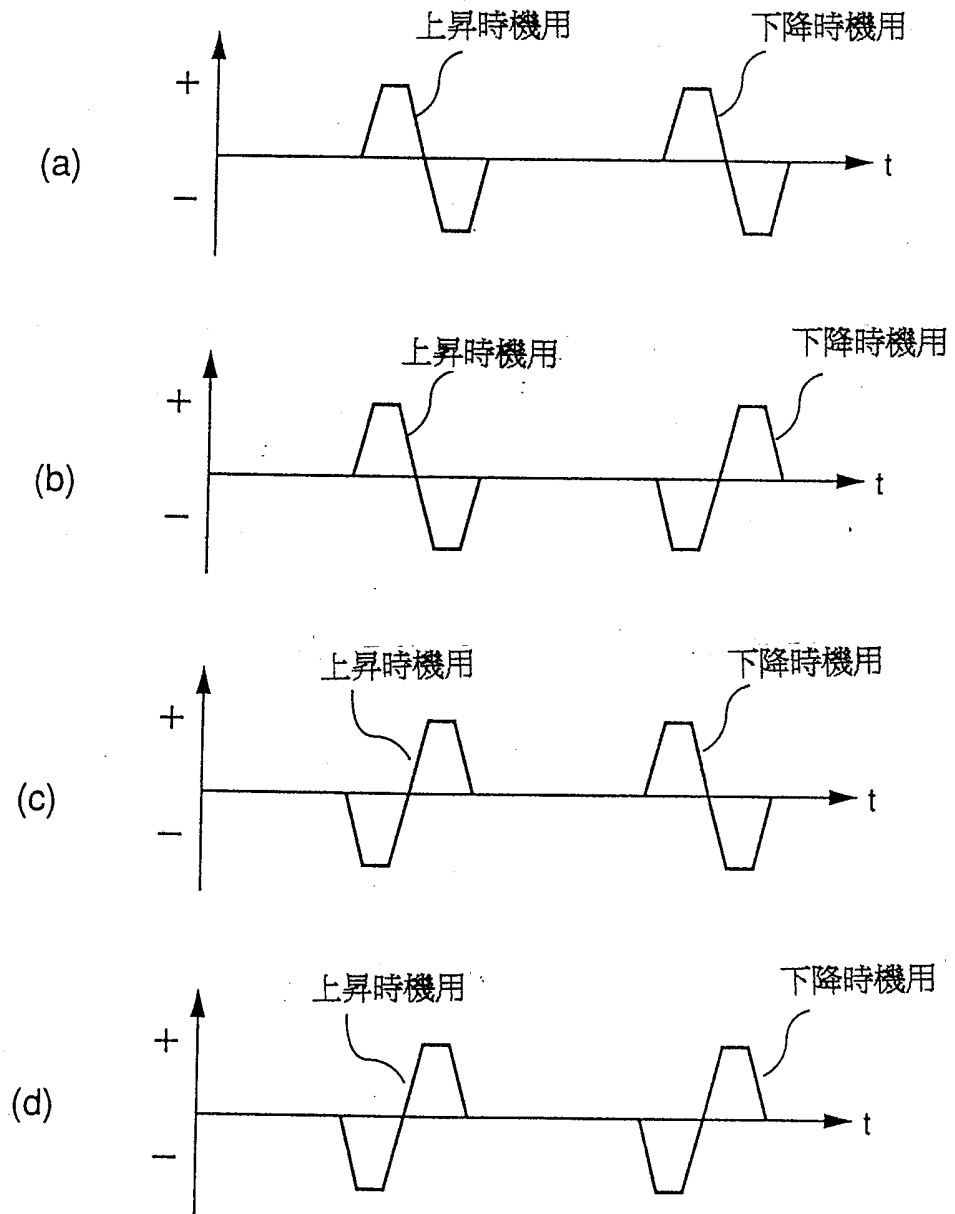 上昇時機用
下降時機用
+
(a)
−
t
上昇時機用
下降時機用
+
(b)
−
t
上昇時機用
下降時機用
+
(c)
−
t
上昇時機用
下降時機用
+
(d)
−
t